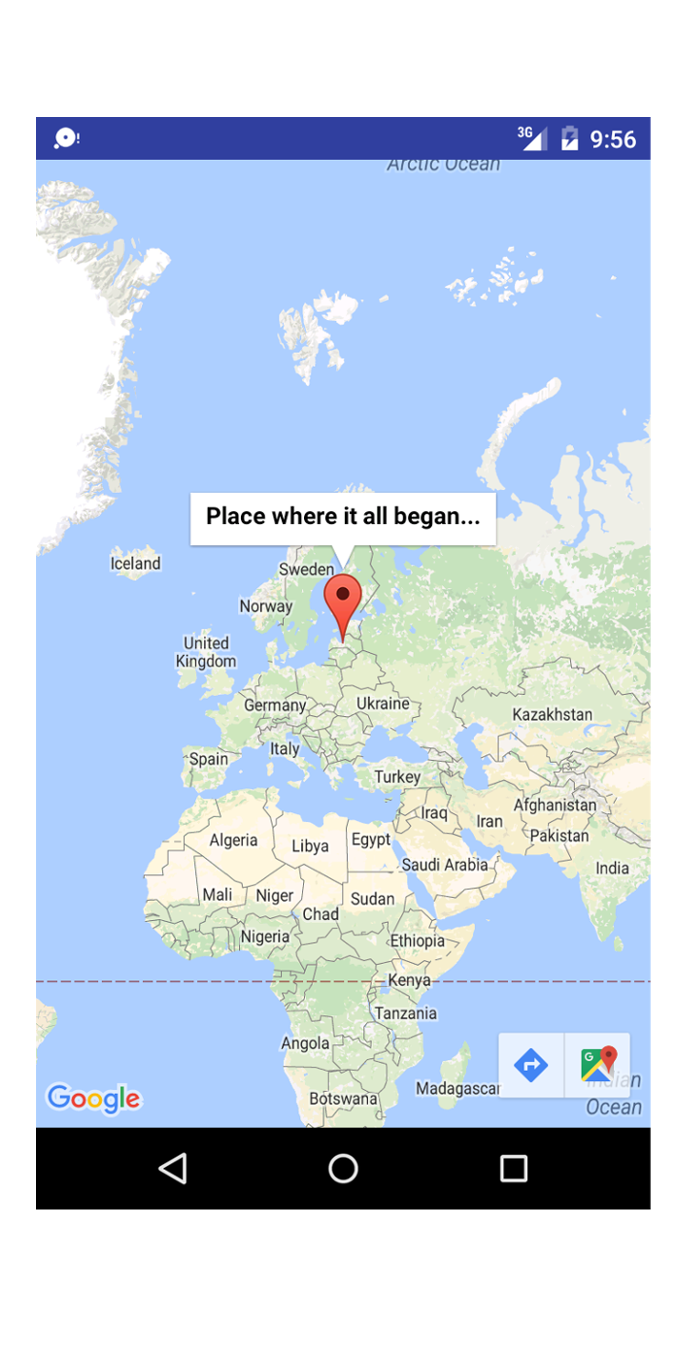 3G 9:56
Arctic Ocean
Place where it all began...
Iceland
Sweden
Norway
United
Kingdom
Germany
Ukraine
Kazakhstan
Italy
Spain
Turkey
Iraq
Iran
Afghanistan
Pakistan
Algeria
Libya
Egypt
Saudi Arabia
India
Mali
Niger
Chad
Sudan
Nigeria
Ethiopia
Kenya
Tanzania
Angola
Botswana
Madagascar
G
Indian
Ocean
Google